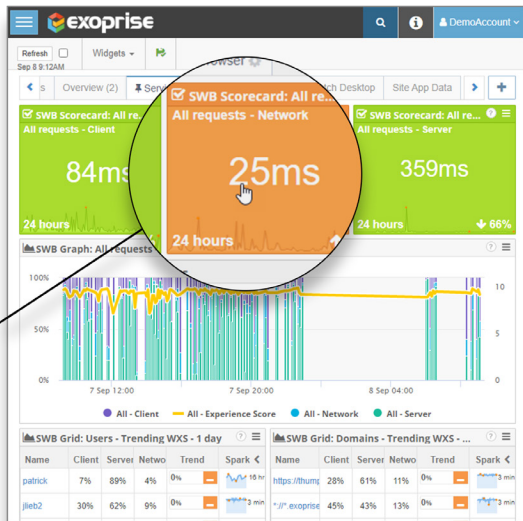 exoprise
DemoAccount
Refresh
Widgets
Sep 8 9:12AM
Overview (2)
Desktop
Site App Data
SWB Scorecard: All re...
All requests - Client
84ms
24 hours
SWB Scorecard: All re...
All requests - Network
25ms
24 hours
SWB Scorecard: All re...
All requests - Server
359ms
24 hours
66%
SWB Graph: All requests
100%
50%
0%
10
5
0
7 Sep 12:00
7 Sep 20:00
8 Sep 04:00
All - Client
All - Experience Score
All - Network
All - Server
SWB Grid: Users - Trending WXS - 1 day
Name Client Server Netwo Trend Spark
patrick 7% 89% 4% 0% 16 hr
jlieb2 30% 62% 9% 0% 3 min
SWB Grid: Domains - Trending WXS - ...
Name Client Server Netwo Trend Spark
https://thump 28% 61% 11% 0% 3 min
*://*.exoprise 45% 43% 13% 0% 3 min